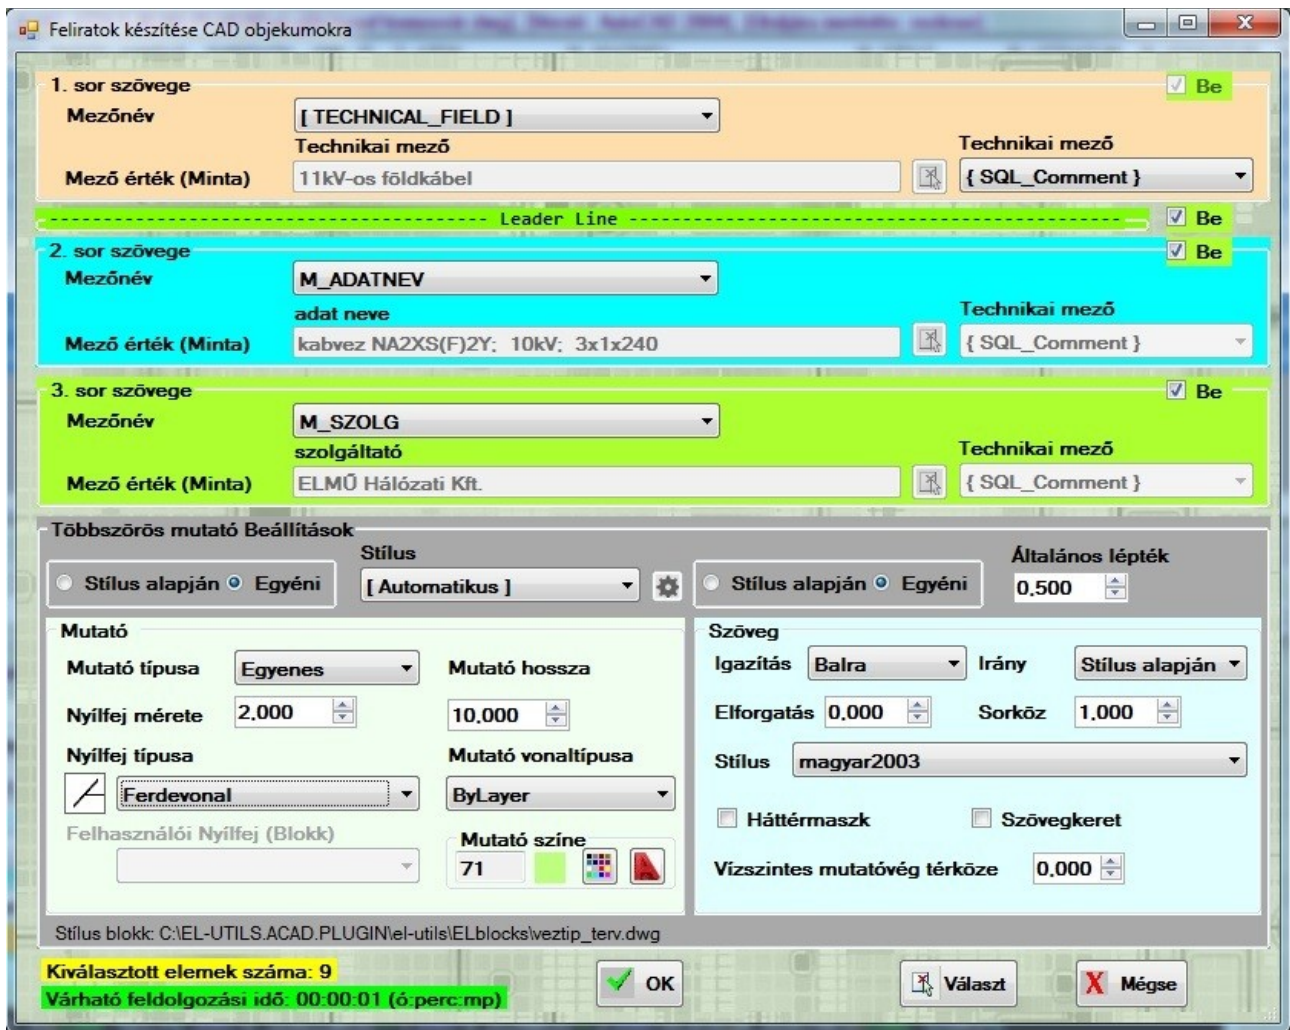 Feliratok készítése CAD objekumokra
1. sor szövege
Be
Mezőnév
[ TECHNICAL_FIELD ]
Technikai mező
Technikai mező
Mező érték (Minta)
11kV-os földkábel
{ SQL_Comment }
Leader Line
Be
2. sor szövege
Be
Mezőnév
M_ADATNEV
adat neve
Technikai mező
Mező érték (Minta)
kabvez NA2XS(F)2Y; 10kV; 3x1x240
{ SQL_Comment }
3. sor szövege
Be
Mezőnév
M_SZOLG
szolgáltató
Technikai mező
Mező érték (Minta)
ELMŰ Hálózati Kft.
{ SQL_Comment }
Többszörös mutató Beállítások
Stílus
Általános lépték
Stílus alapján
Egyéni
[ Automatikus ]
Stílus alapján
Egyéni
0,500
Mutató
Mutató típusa
Egyenes
Mutató hossza
Nyílfej mérete
2,000
10,000
Nyílfej típusa
Mutató vonaltípusa
Ferdevonal
ByLayer
Felhasználói Nyílfej (Blokk)
Mutató színe
71
Szöveg
Igazítás
Balra
Irány
Stílus alapján
Elforgatás
0,000
Sorköz
1,000
Stílus
magyar2003
Háttérmaszk
Szövegkeret
Vízszintes mutatóvég térköze
0,000
Stílus blokk: C:\EL-UTILS.ACAD.PLUGIN\el-utils\ELblocks\veztip_terv.dwg
Kiválasztott elemek száma: 9
Várható feldolgozási idő: 00:00:01 (ó:perc:mp)
OK
Választ
Mégse